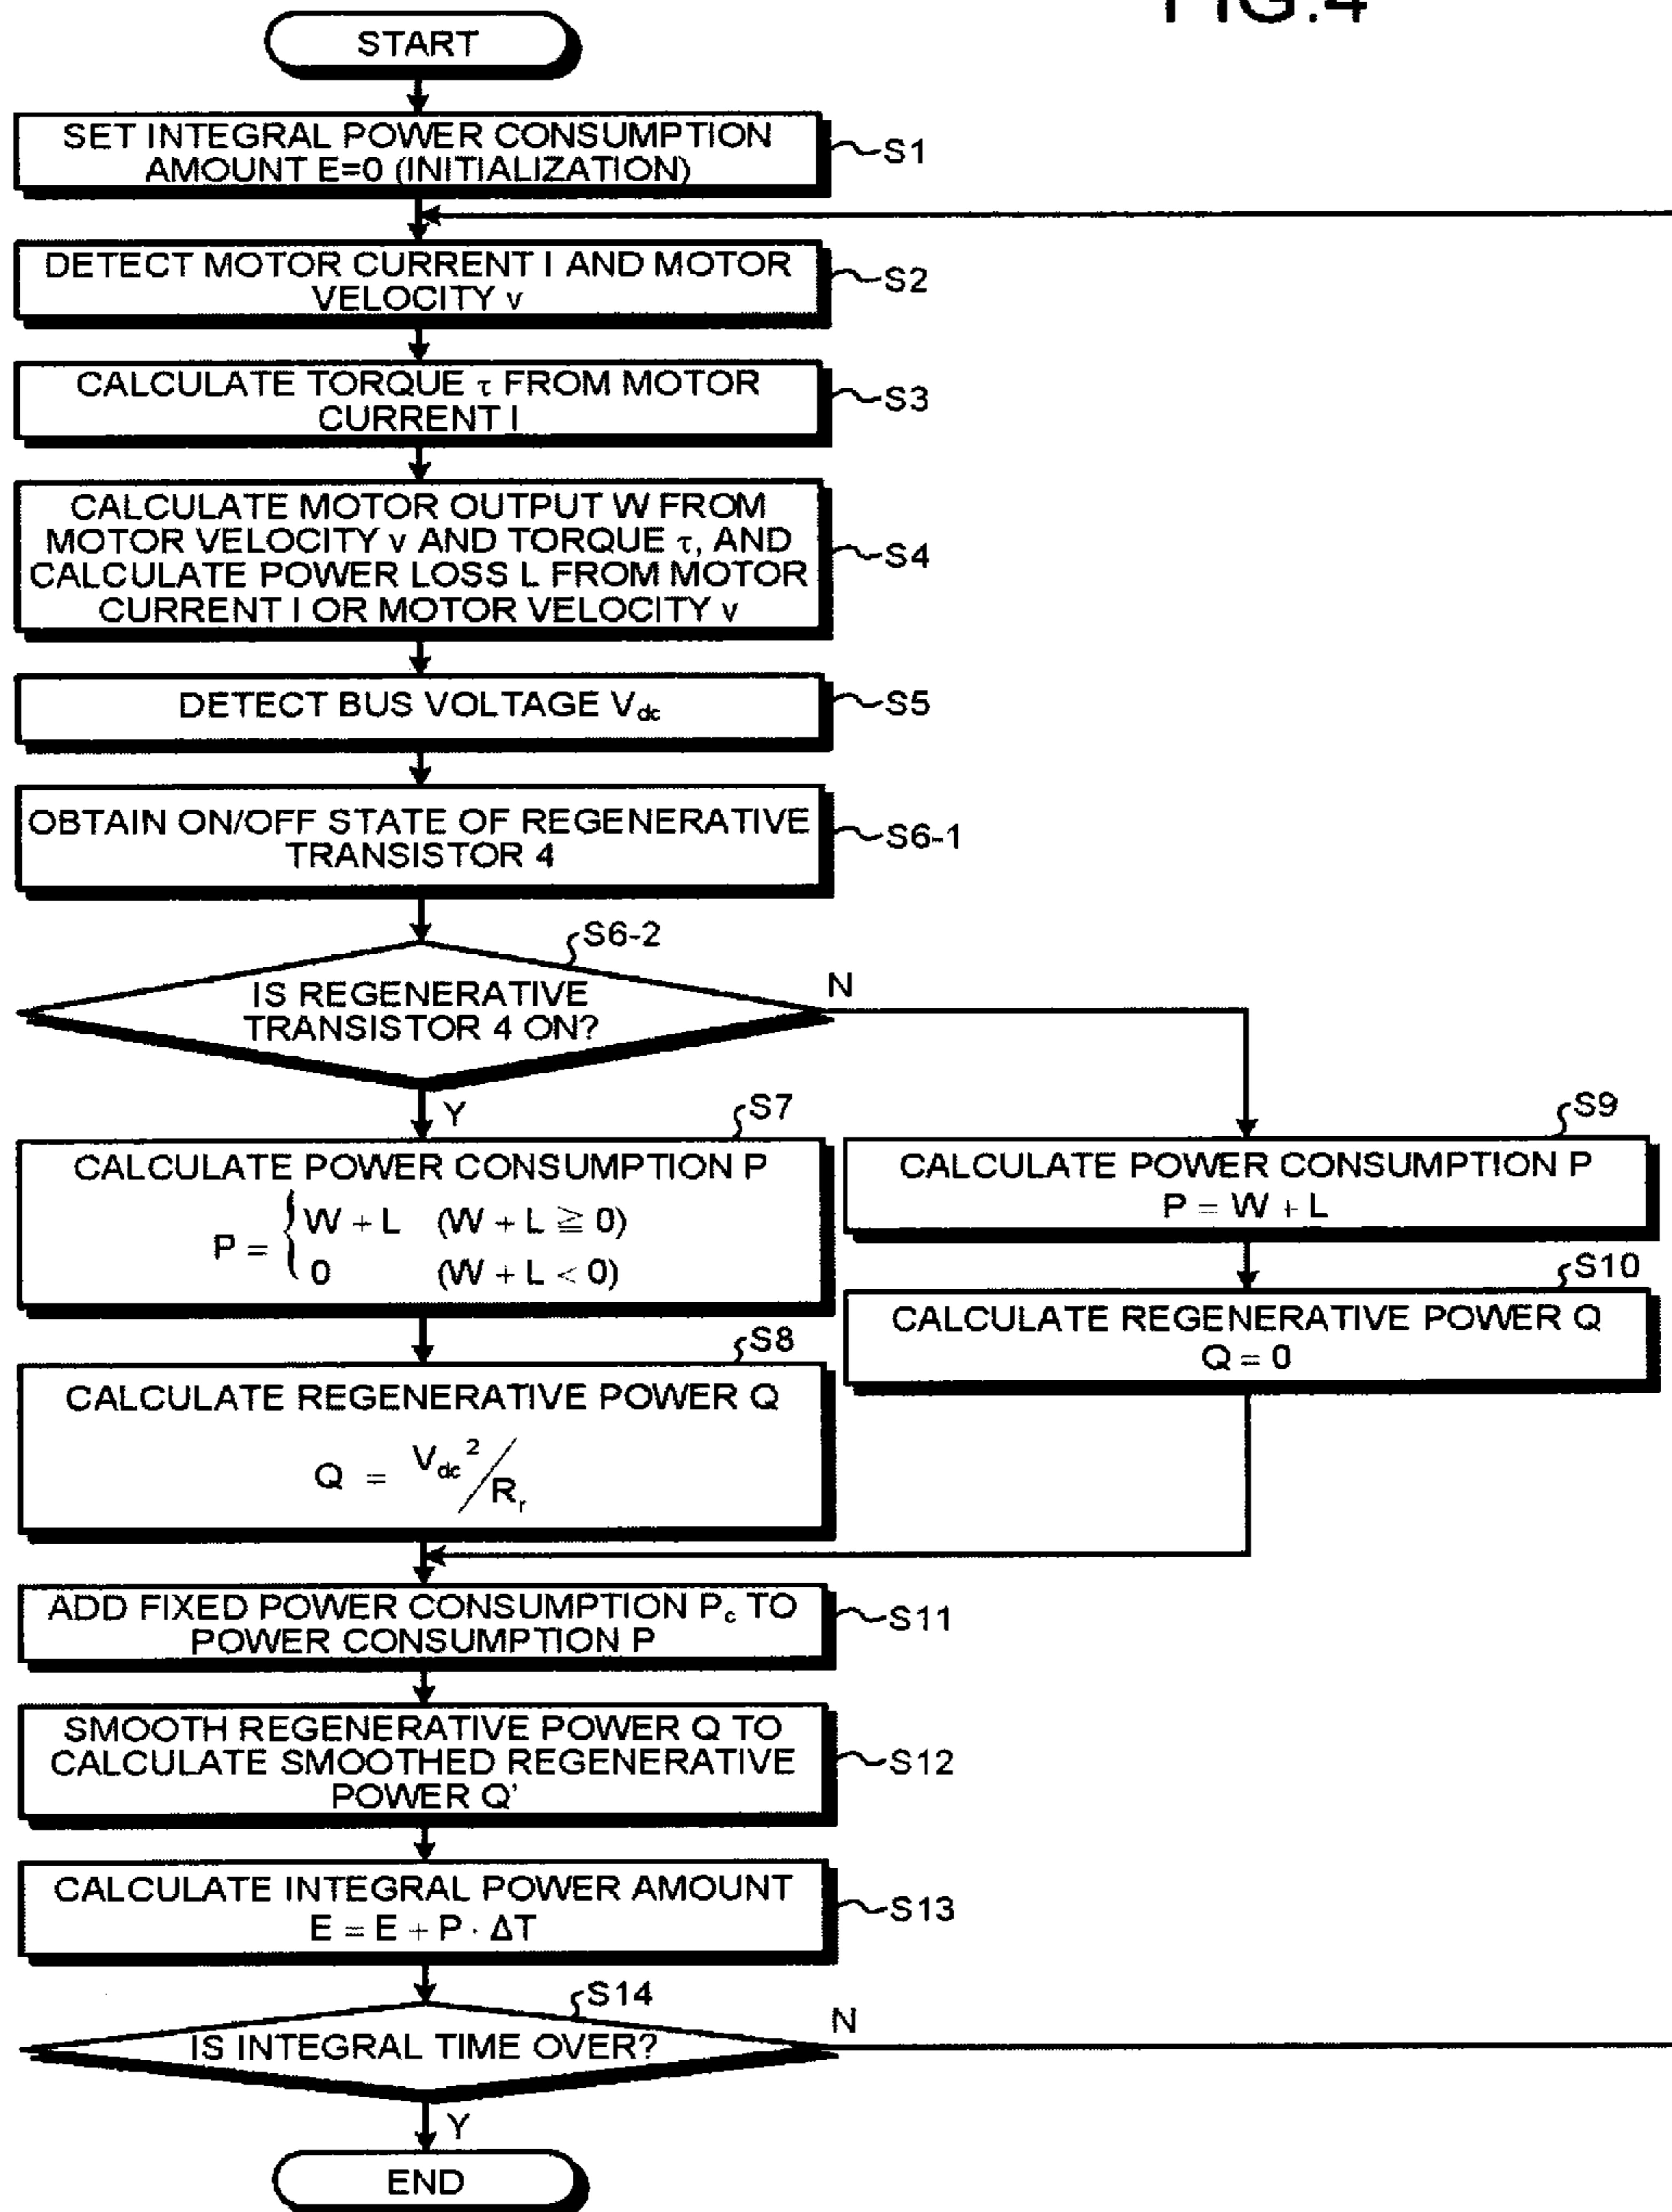 FIG.4
START
SET INTEGRAL POWER CONSUMPTION
AMOUNT E=0 (INITIALIZATION)
S1
DETECT MOTOR CURRENT I AND MOTOR
VELOCITY v
S2
CALCULATE TORQUE τ FROM MOTOR
CURRENT I
S3
CALCULATE MOTOR OUTPUT W FROM
MOTOR VELOCITY v AND TORQUE τ, AND
CALCULATE POWER LOSS L FROM MOTOR
CURRENT I OR MOTOR VELOCITY v
S4
DETECT BUS VOLTAGE Vdc
S5
OBTAIN ON/OFF STATE OF REGENERATIVE
TRANSISTOR 4
S6-1
S6-2
IS REGENERATIVE
TRANSISTOR 4 ON?
N
Y
S7
CALCULATE POWER CONSUMPTION P
P = { W + L (W + L ≧ 0)
0 (W + L < 0)
S9
CALCULATE POWER CONSUMPTION P
P = W + L
S10
CALCULATE REGENERATIVE POWER Q
Q = 0
S8
CALCULATE REGENERATIVE POWER Q
Q = Vdc²/Rr
ADD FIXED POWER CONSUMPTION Pc TO
POWER CONSUMPTION P
S11
SMOOTH REGENERATIVE POWER Q TO
CALCULATE SMOOTHED REGENERATIVE
POWER Q'
S12
CALCULATE INTEGRAL POWER AMOUNT
E = E + P · ΔT
S13
S14
IS INTEGRAL TIME OVER?
N
Y
END